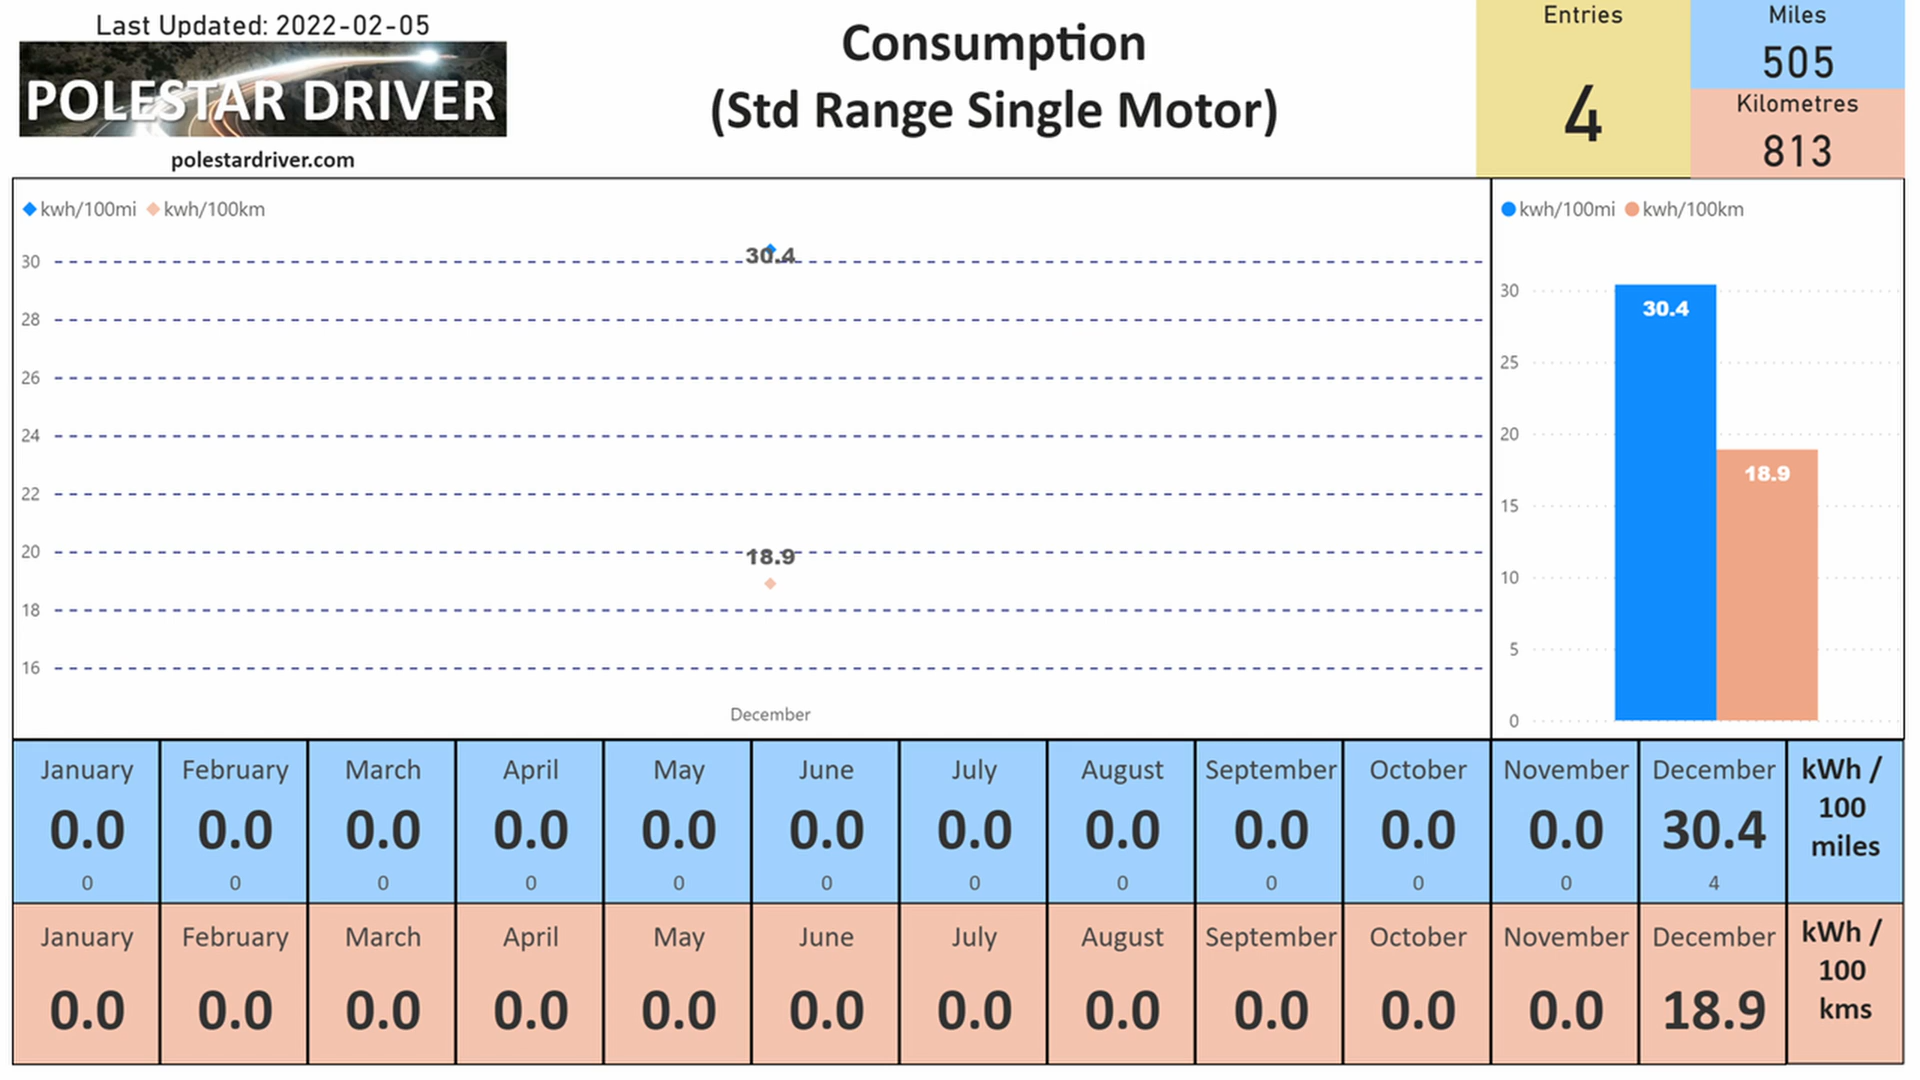 Last Updated: 2022-02-05
POLESTAR DRIVER
polestardriver.com
Consumption
(Std Range Single Motor)
Entries
4
Miles
505
Kilometres
813
kwh/100mi kwh/100km
30
28
26
24
22
20
18
16
30.4
18.9
December
kwh/100mi kwh/100km
30
25
20
15
10
5
0
30.4
18.9
January February March April May June July August September October November December kWh /
100
miles
0.0 0.0 0.0 0.0 0.0 0.0 0.0 0.0 0.0 0.0 0.0 30.4
0 0 0 0 0 0 0 0 0 0 0 4
January February March April May June July August September October November December kWh /
100
kms
0.0 0.0 0.0 0.0 0.0 0.0 0.0 0.0 0.0 0.0 0.0 18.9